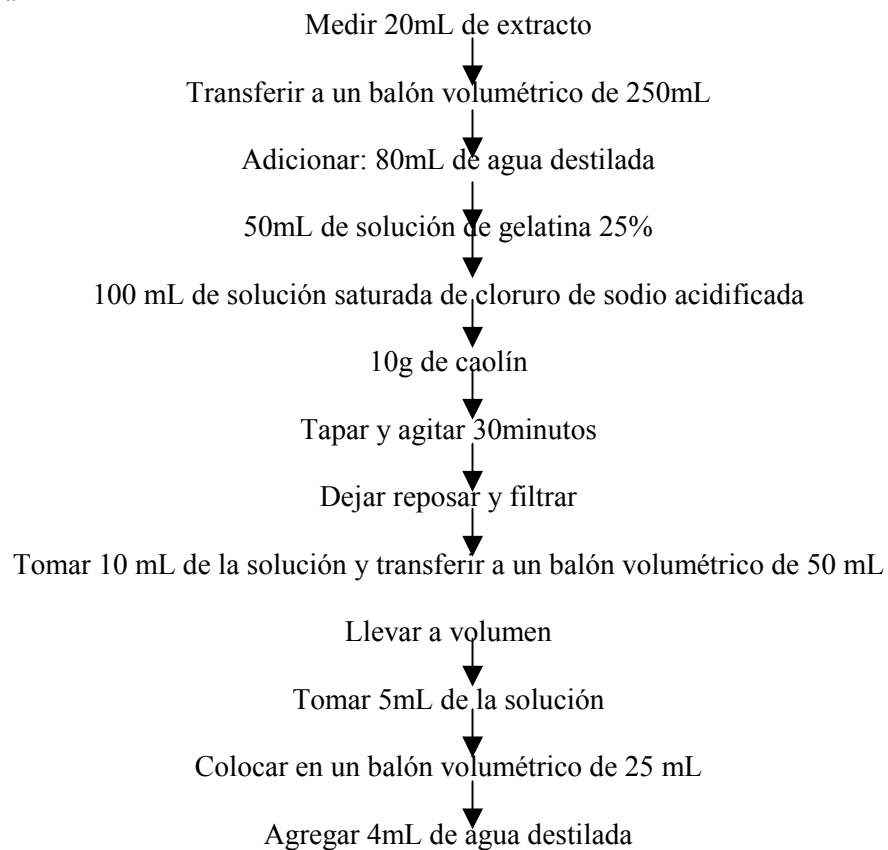 Medir 20mL de extracto
Transferir a un balón volumétrico de 250mL
Adicionar: 80mL de agua destilada
50mL de solución de gelatina 25%
100 mL de solución saturada de cloruro de sodio acidificada
10g de caolín
Tapar y agitar 30minutos
Dejar reposar y filtrar
Tomar 10 mL de la solución y transferir a un balón volumétrico de 50 mL
Llevar a volumen
Tomar 5mL de la solución
Colocar en un balón volumétrico de 25 mL
Agregar 4mL de agua destilada